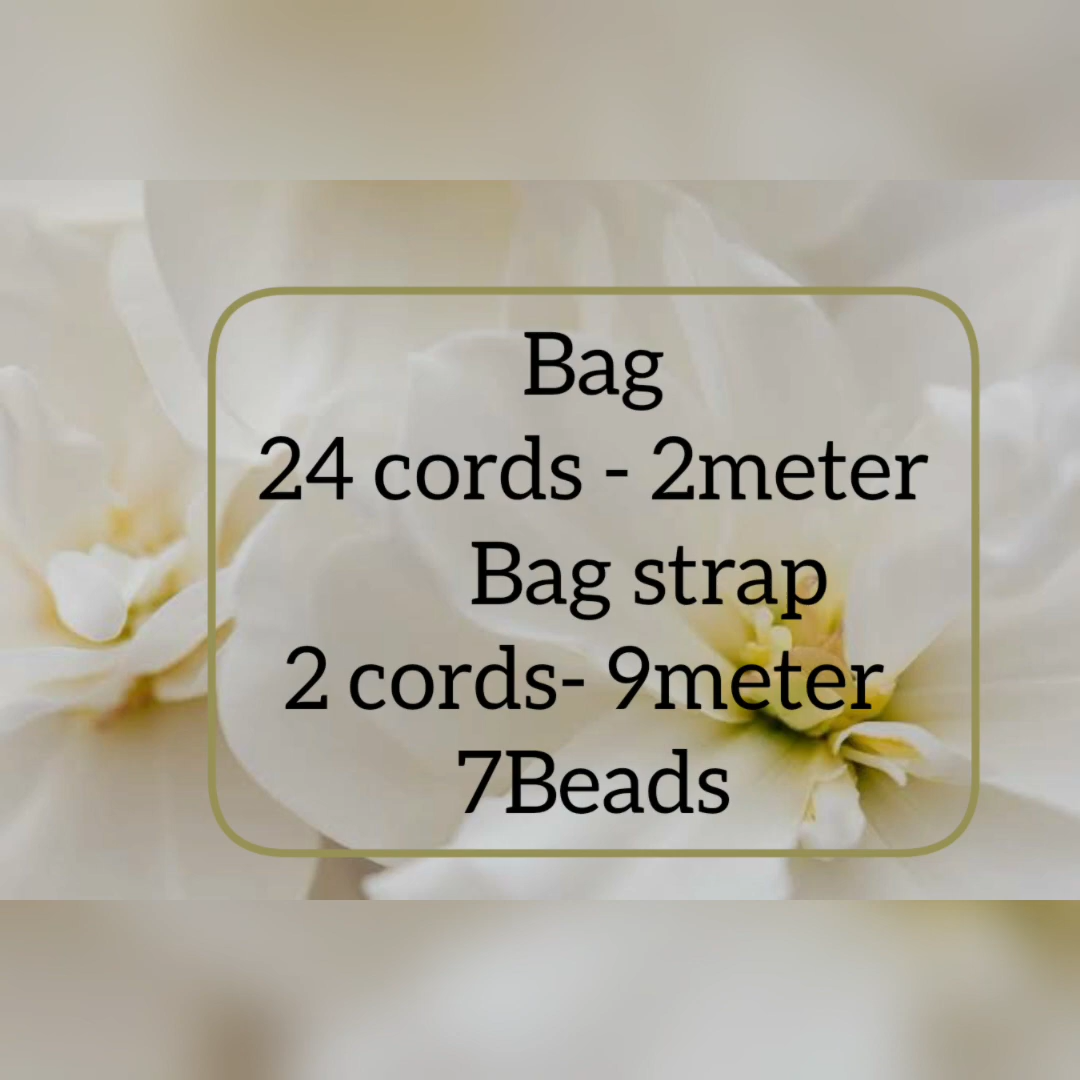 Bag
24 cords - 2meter
Bag strap
2 cords- 9meter
7Beads